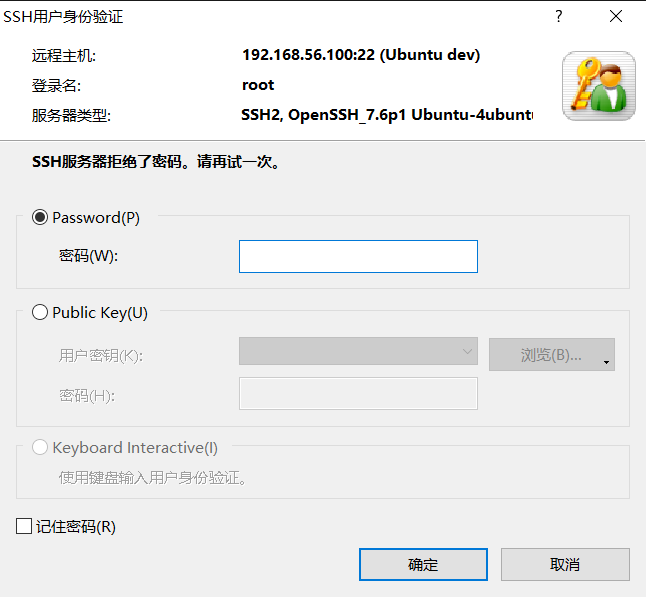 SSH用户身份验证
远程主机: 192.168.56.100:22 (Ubuntu dev)
登录名: root
服务器类型: SSH2, OpenSSH_7.6p1 Ubuntu-4ubuntu
SSH服务器拒绝了密码。请再试一次。
Password(P)
密码(W):
Public Key(U)
用户密钥(K):
浏览(B)...
密码(H):
Keyboard Interactive(I)
使用键盘输入用户身份验证。
记住密码(R)
确定 取消